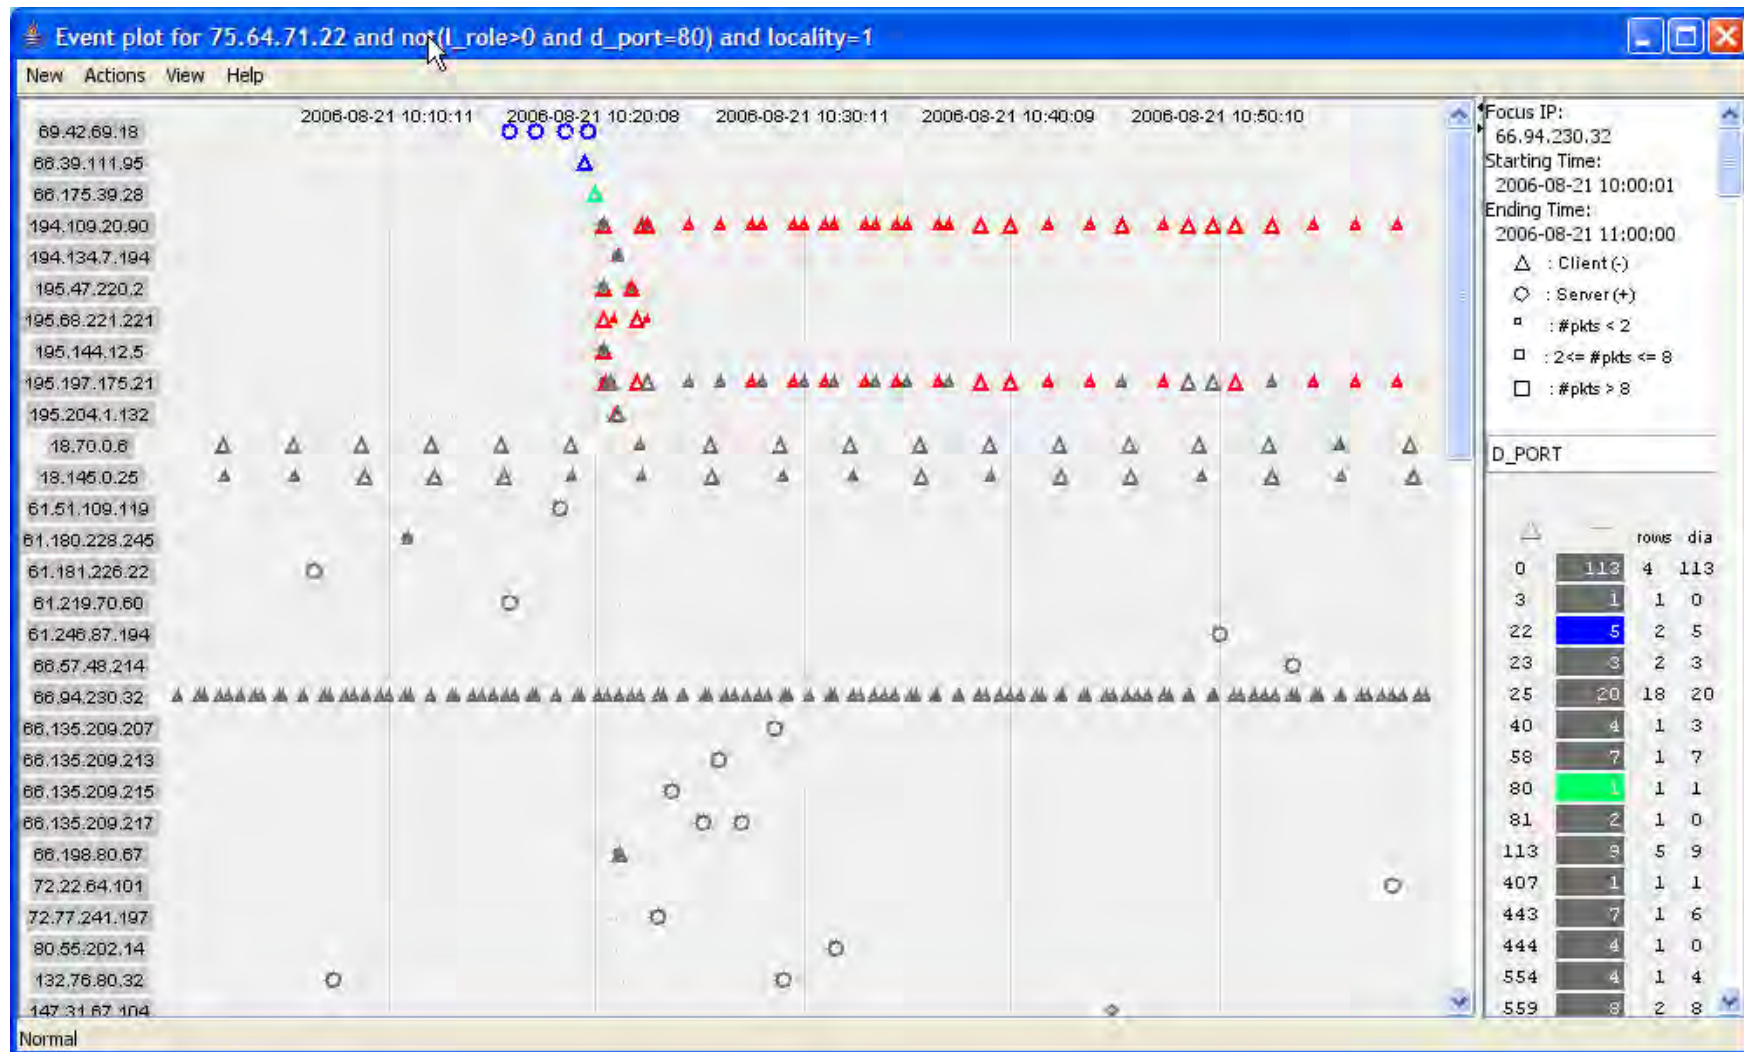 Event plot for 75.64.71.22 and not(l_role>0 and d_port=80) and locality=1
New Actions View Help
2006-08-21 10:10:11 2006-08-21 10:20:08 2006-08-21 10:30:11 2006-08-21 10:40:09 2006-08-21 10:50:10
69.42.69.18
66.39.111.95
66.175.39.28
194.109.20.90
194.134.7.194
195.47.220.2
195.68.221.221
195.144.12.5
195.197.175.21
195.204.1.132
18.70.0.6
18.145.0.25
61.51.109.119
61.180.228.245
61.181.226.22
61.219.70.60
61.246.87.194
66.57.48.214
66.94.230.32
66.135.209.207
66.135.209.213
66.135.209.215
66.135.209.217
66.198.80.67
72.22.64.101
72.77.241.197
80.55.202.14
132.76.80.32
147.31.67.104
Focus IP:
66.94.230.32
Starting Time:
2006-08-21 10:00:01
Ending Time:
2006-08-21 11:00:00
: Client (-)
: Server (+)
: #pkts < 2
: 2<= #pkts <= 8
: #pkts > 8
D_PORT
rows dia
0 113 4 113
3 1 1 0
22 5 2 5
23 3 2 3
25 20 18 20
40 4 1 3
58 7 1 7
80 1 1 1
81 2 1 0
113 9 5 9
407 1 1 1
443 7 1 6
444 4 1 0
554 4 1 4
559 8 2 8
Normal